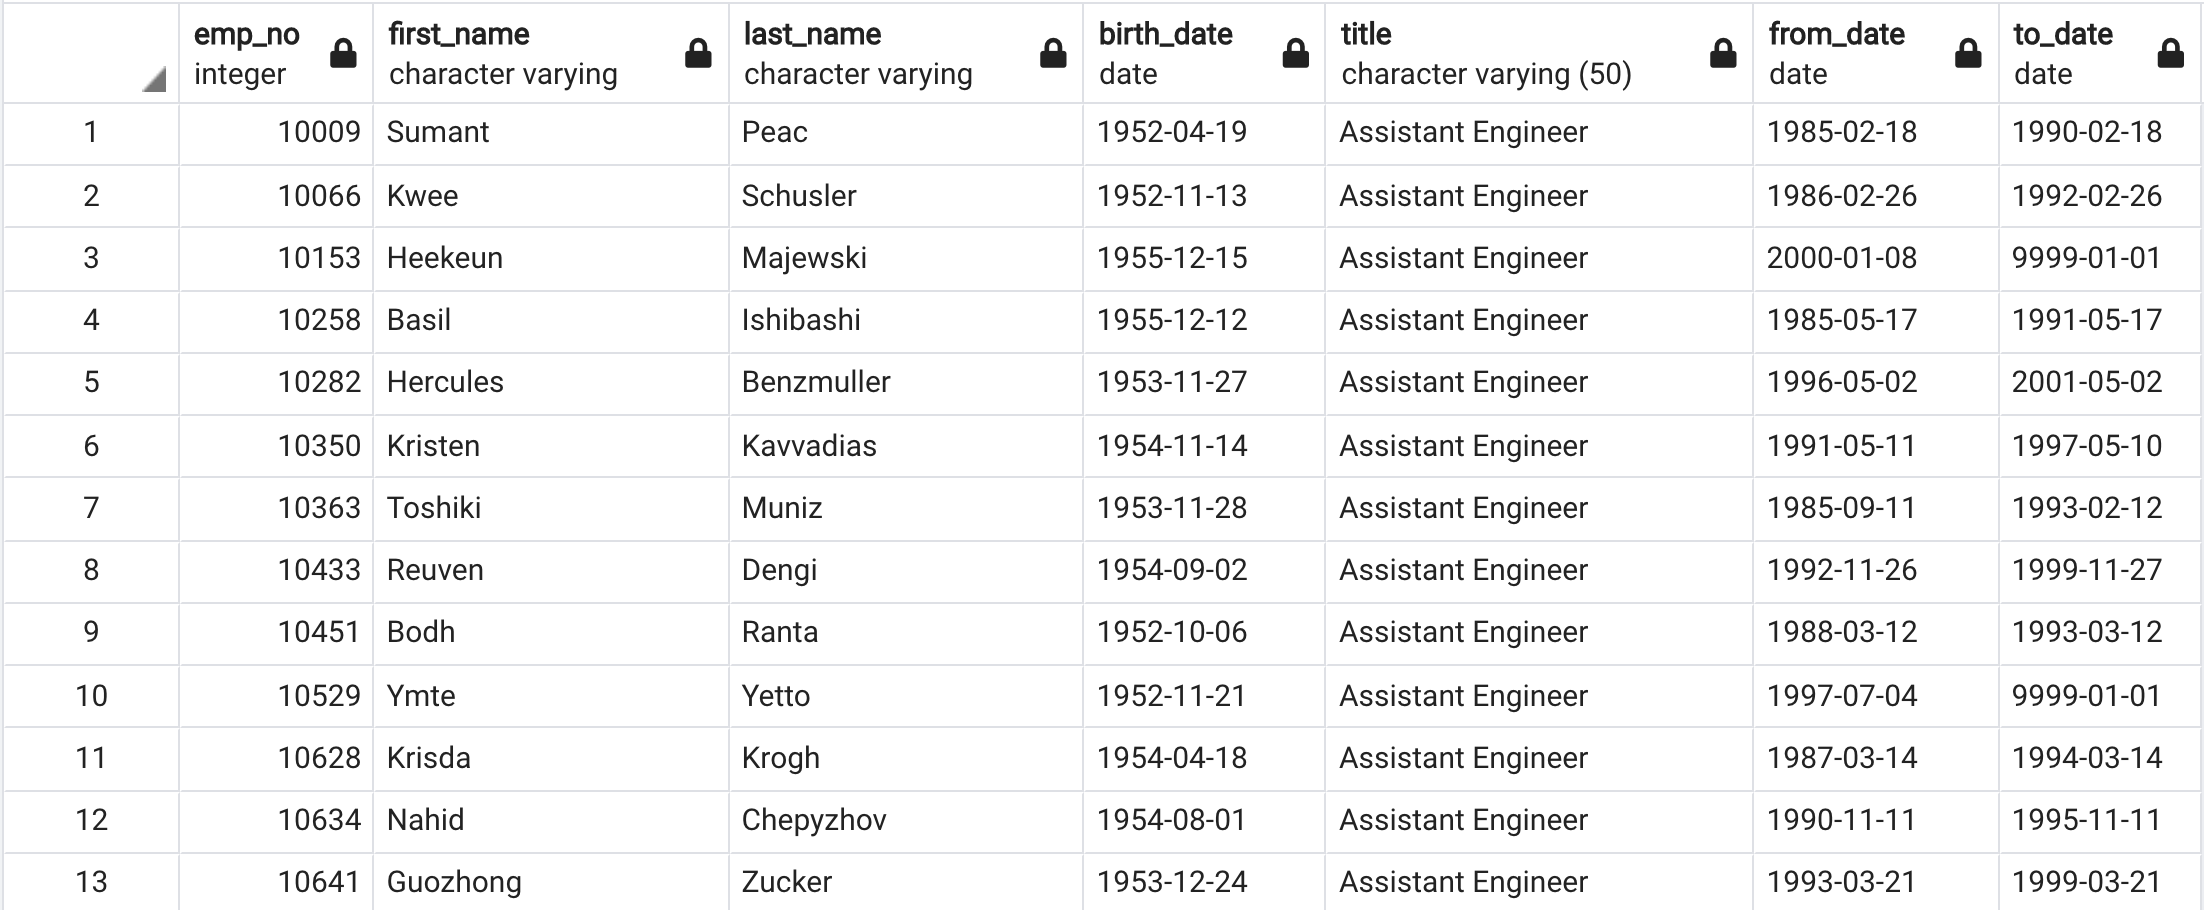 emp_no first_name last_name birth_date title from_date to_date
integer character varying character varying date character varying (50) date date
1 10009 Sumant Peac 1952-04-19 Assistant Engineer 1985-02-18 1990-02-18
2 10066 Kwee Schusler 1952-11-13 Assistant Engineer 1986-02-26 1992-02-26
3 10153 Heekeun Majewski 1955-12-15 Assistant Engineer 2000-01-08 9999-01-01
4 10258 Basil Ishibashi 1955-12-12 Assistant Engineer 1985-05-17 1991-05-17
5 10282 Hercules Benzmuller 1953-11-27 Assistant Engineer 1996-05-02 2001-05-02
6 10350 Kristen Kavvadias 1954-11-14 Assistant Engineer 1991-05-11 1997-05-10
7 10363 Toshiki Muniz 1953-11-28 Assistant Engineer 1985-09-11 1993-02-12
8 10433 Reuven Dengi 1954-09-02 Assistant Engineer 1992-11-26 1999-11-27
9 10451 Bodh Ranta 1952-10-06 Assistant Engineer 1988-03-12 1993-03-12
10 10529 Ymte Yetto 1952-11-21 Assistant Engineer 1997-07-04 9999-01-01
11 10628 Krisda Krogh 1954-04-18 Assistant Engineer 1987-03-14 1994-03-14
12 10634 Nahid Chepyzhov 1954-08-01 Assistant Engineer 1990-11-11 1995-11-11
13 10641 Guozhong Zucker 1953-12-24 Assistant Engineer 1993-03-21 1999-03-21